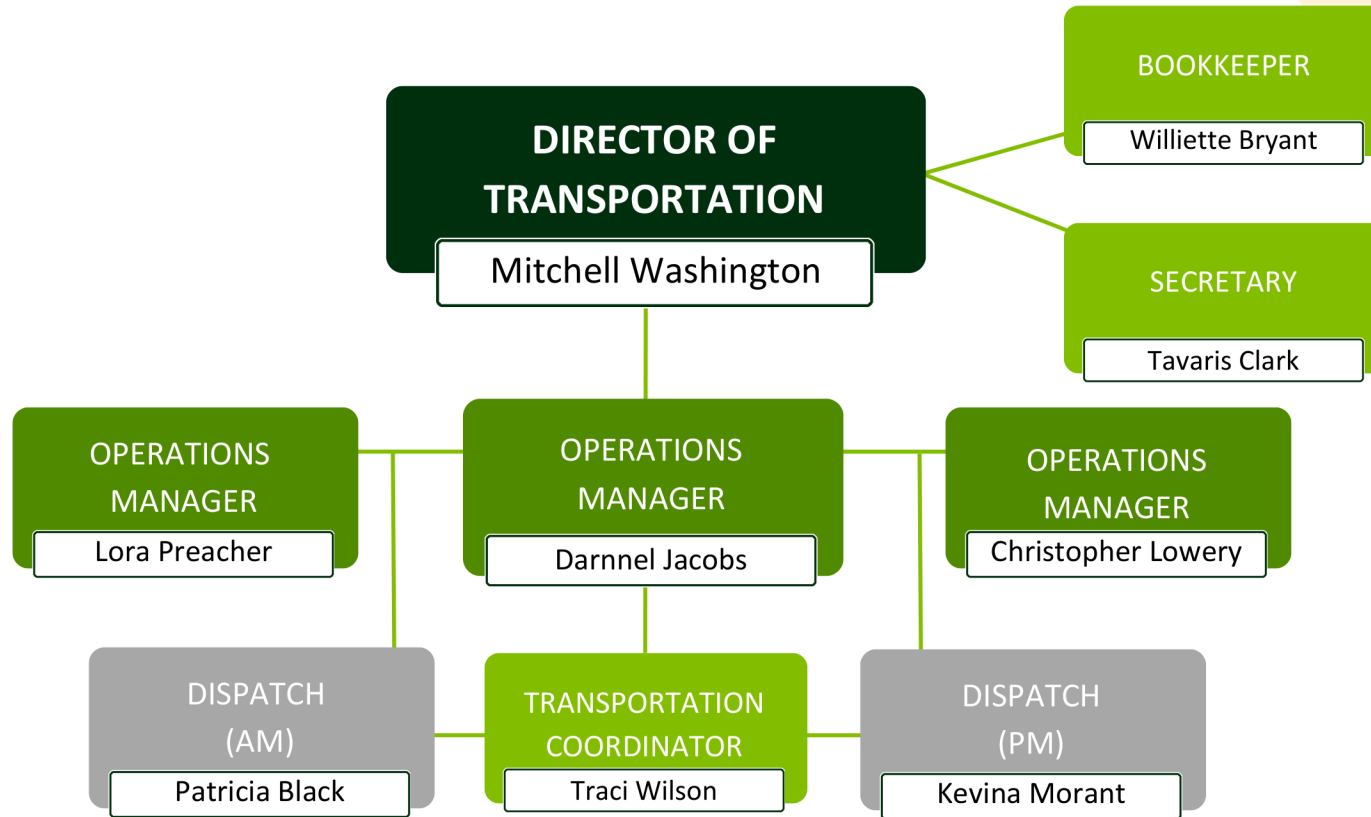 BOOKKEEPER
Williette Bryant
DIRECTOR OF
TRANSPORTATION
Mitchell Washington
SECRETARY
Tavaris Clark
OPERATIONS
MANAGER
Lora Preacher
OPERATIONS
MANAGER
Darnnel Jacobs
OPERATIONS
MANAGER
Christopher Lowery
DISPATCH
(AM)
Patricia Black
TRANSPORTATION
COORDINATOR
Traci Wilson
DISPATCH
(PM)
Kevina Morant